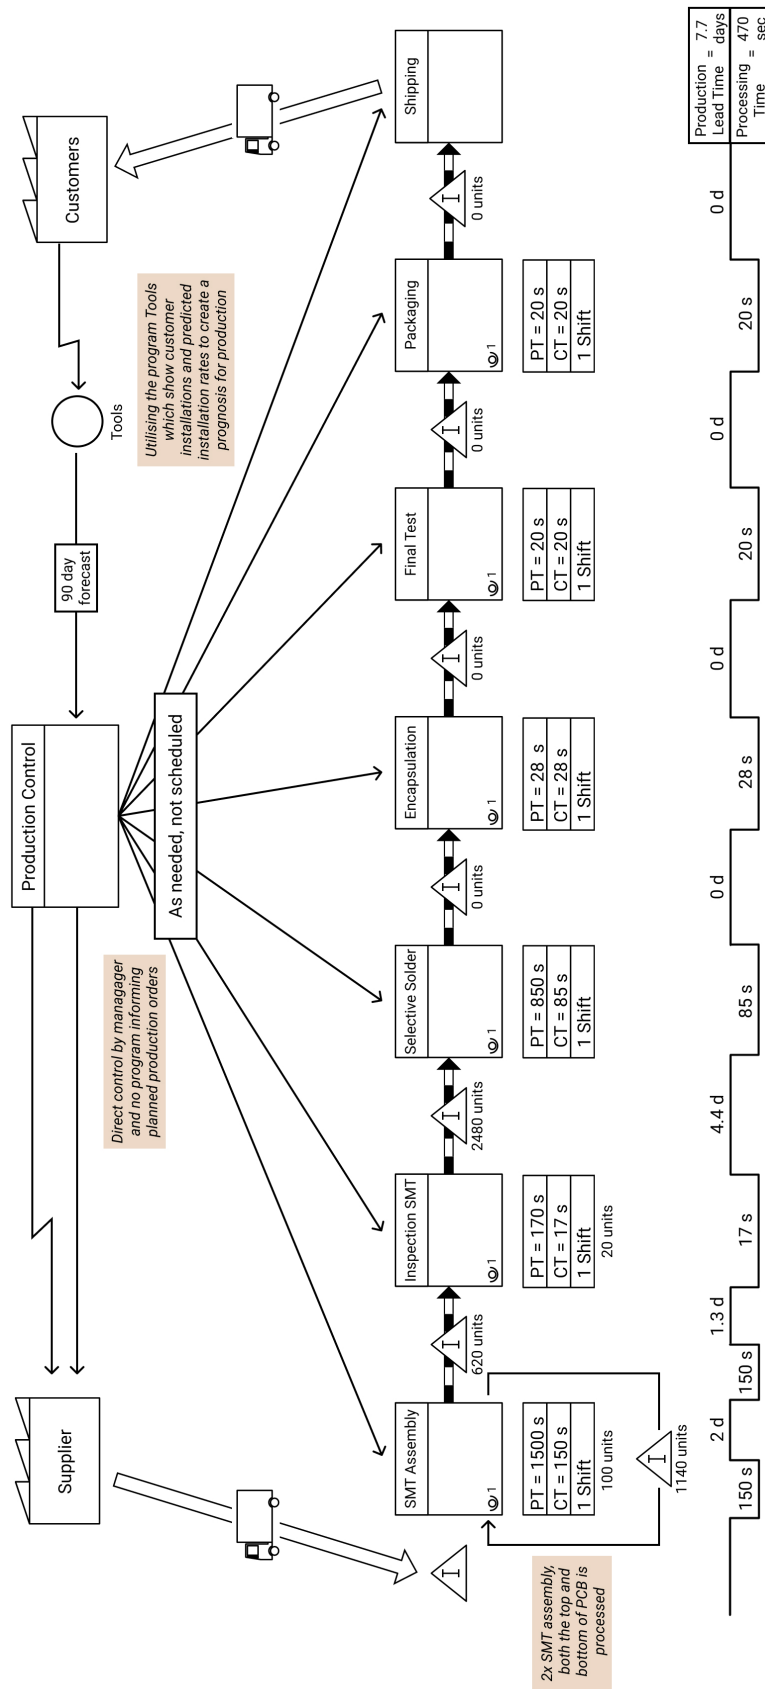 Production Control
Supplier
Customers
90 day
forecast
Tools
Direct control by managager
and no program informing
planned production orders
As needed, not scheduled
Utilising the program Tools
which show customer
installations and predicted
installation rates to create a
prognosis for production
I
SMT Assembly
1
I
620 units
Inspection SMT
1
I
2480 units
Selective Solder
1
I
0 units
Encapsulation
1
I
0 units
Final Test
1
I
0 units
Packaging
1
I
0 units
Shipping
2x SMT assembly,
both the top and
bottom of PCB is
processed
PT = 1500 s
CT = 150 s
1 Shift
100 units
I
1140 units
PT = 170 s
CT = 17 s
1 Shift
20 units
PT = 850 s
CT = 85 s
1 Shift
PT = 28 s
CT = 28 s
1 Shift
PT = 20 s
CT = 20 s
1 Shift
PT = 20 s
CT = 20 s
1 Shift
150 s
2 d
150 s
1.3 d
17 s
4.4 d
85 s
0 d
28 s
0 d
20 s
0 d
20 s
0 d
Production Lead Time = 7.7 days
Processing Time = 470 sec